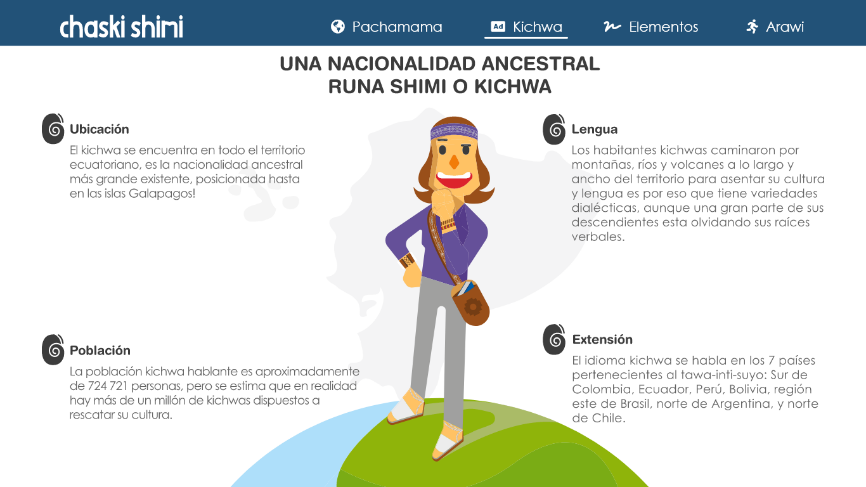 chaski shimi
Pachamama
Ad Kichwa
Elementos
Arawi
UNA NACIONALIDAD ANCESTRAL
RUNA SHIMI O KICHWA
Ubicación
El kichwa se encuentra en todo el territorio
ecuatoriano, es la nacionalidad ancestral
más grande existente, posicionada hasta
en las islas Galapagos!
Lengua
Los habitantes kichwas caminaron por
montañas, ríos y volcanes a lo largo y
ancho del territorio para asentar su cultura
y lengua es por eso que tiene variedades
dialécticas, aunque una gran parte de sus
descendientes esta olvidando sus raíces
verbales.
Población
La población kichwa hablante es aproximadamente
de 724 721 personas, pero se estima que en realidad
hay más de un millón de kichwas dispuestos a
rescatar su cultura.
Extensión
El idioma kichwa se habla en los 7 países
pertenecientes al tawa-inti-suyo: Sur de
Colombia, Ecuador, Perú, Bolivia, región
este de Brasil, norte de Argentina, y norte
de Chile.